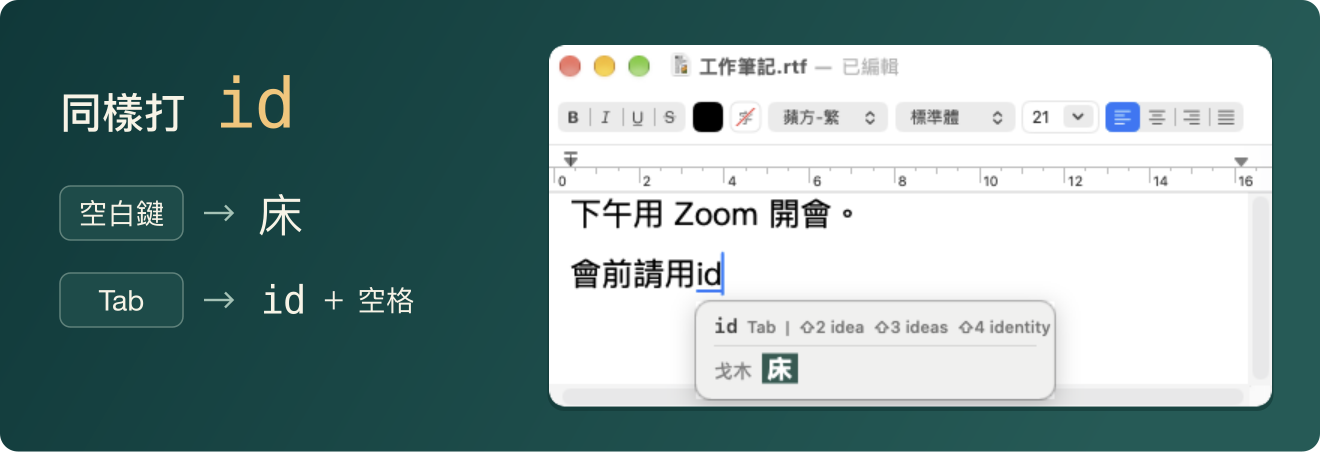 同樣打 id
空白鍵 → 床
Tab → id + 空格
工作筆記.rtf — 已編輯
B I U S 字 蘋方-繁 標準體 21
0 2 4 6 8 10 12 14 16
下午用 Zoom 開會。
會前請用id
id Tab | ⇧2 idea ⇧3 ideas ⇧4 identity
戈木 床